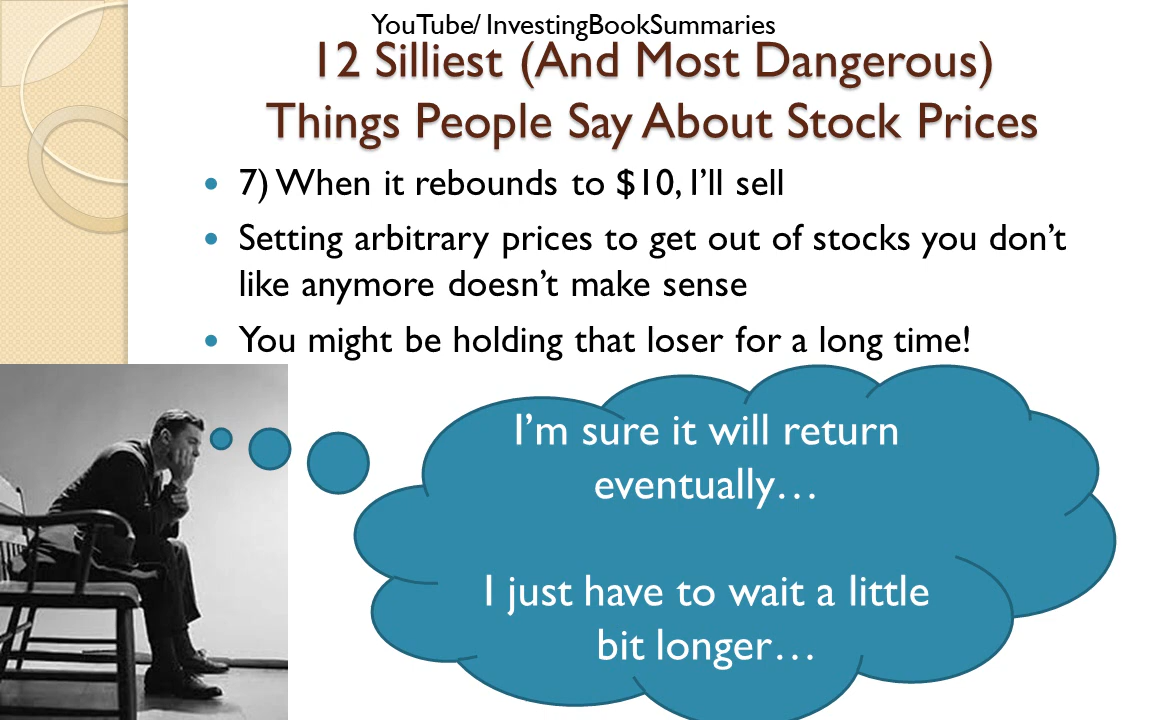 YouTube/ InvestingBookSummaries
12 Silliest (And Most Dangerous)
Things People Say About Stock Prices
7) When it rebounds to $10, I’ll sell
Setting arbitrary prices to get out of stocks you don’t
like anymore doesn’t make sense
You might be holding that loser for a long time!
I’m sure it will return
eventually…
I just have to wait a little
bit longer…